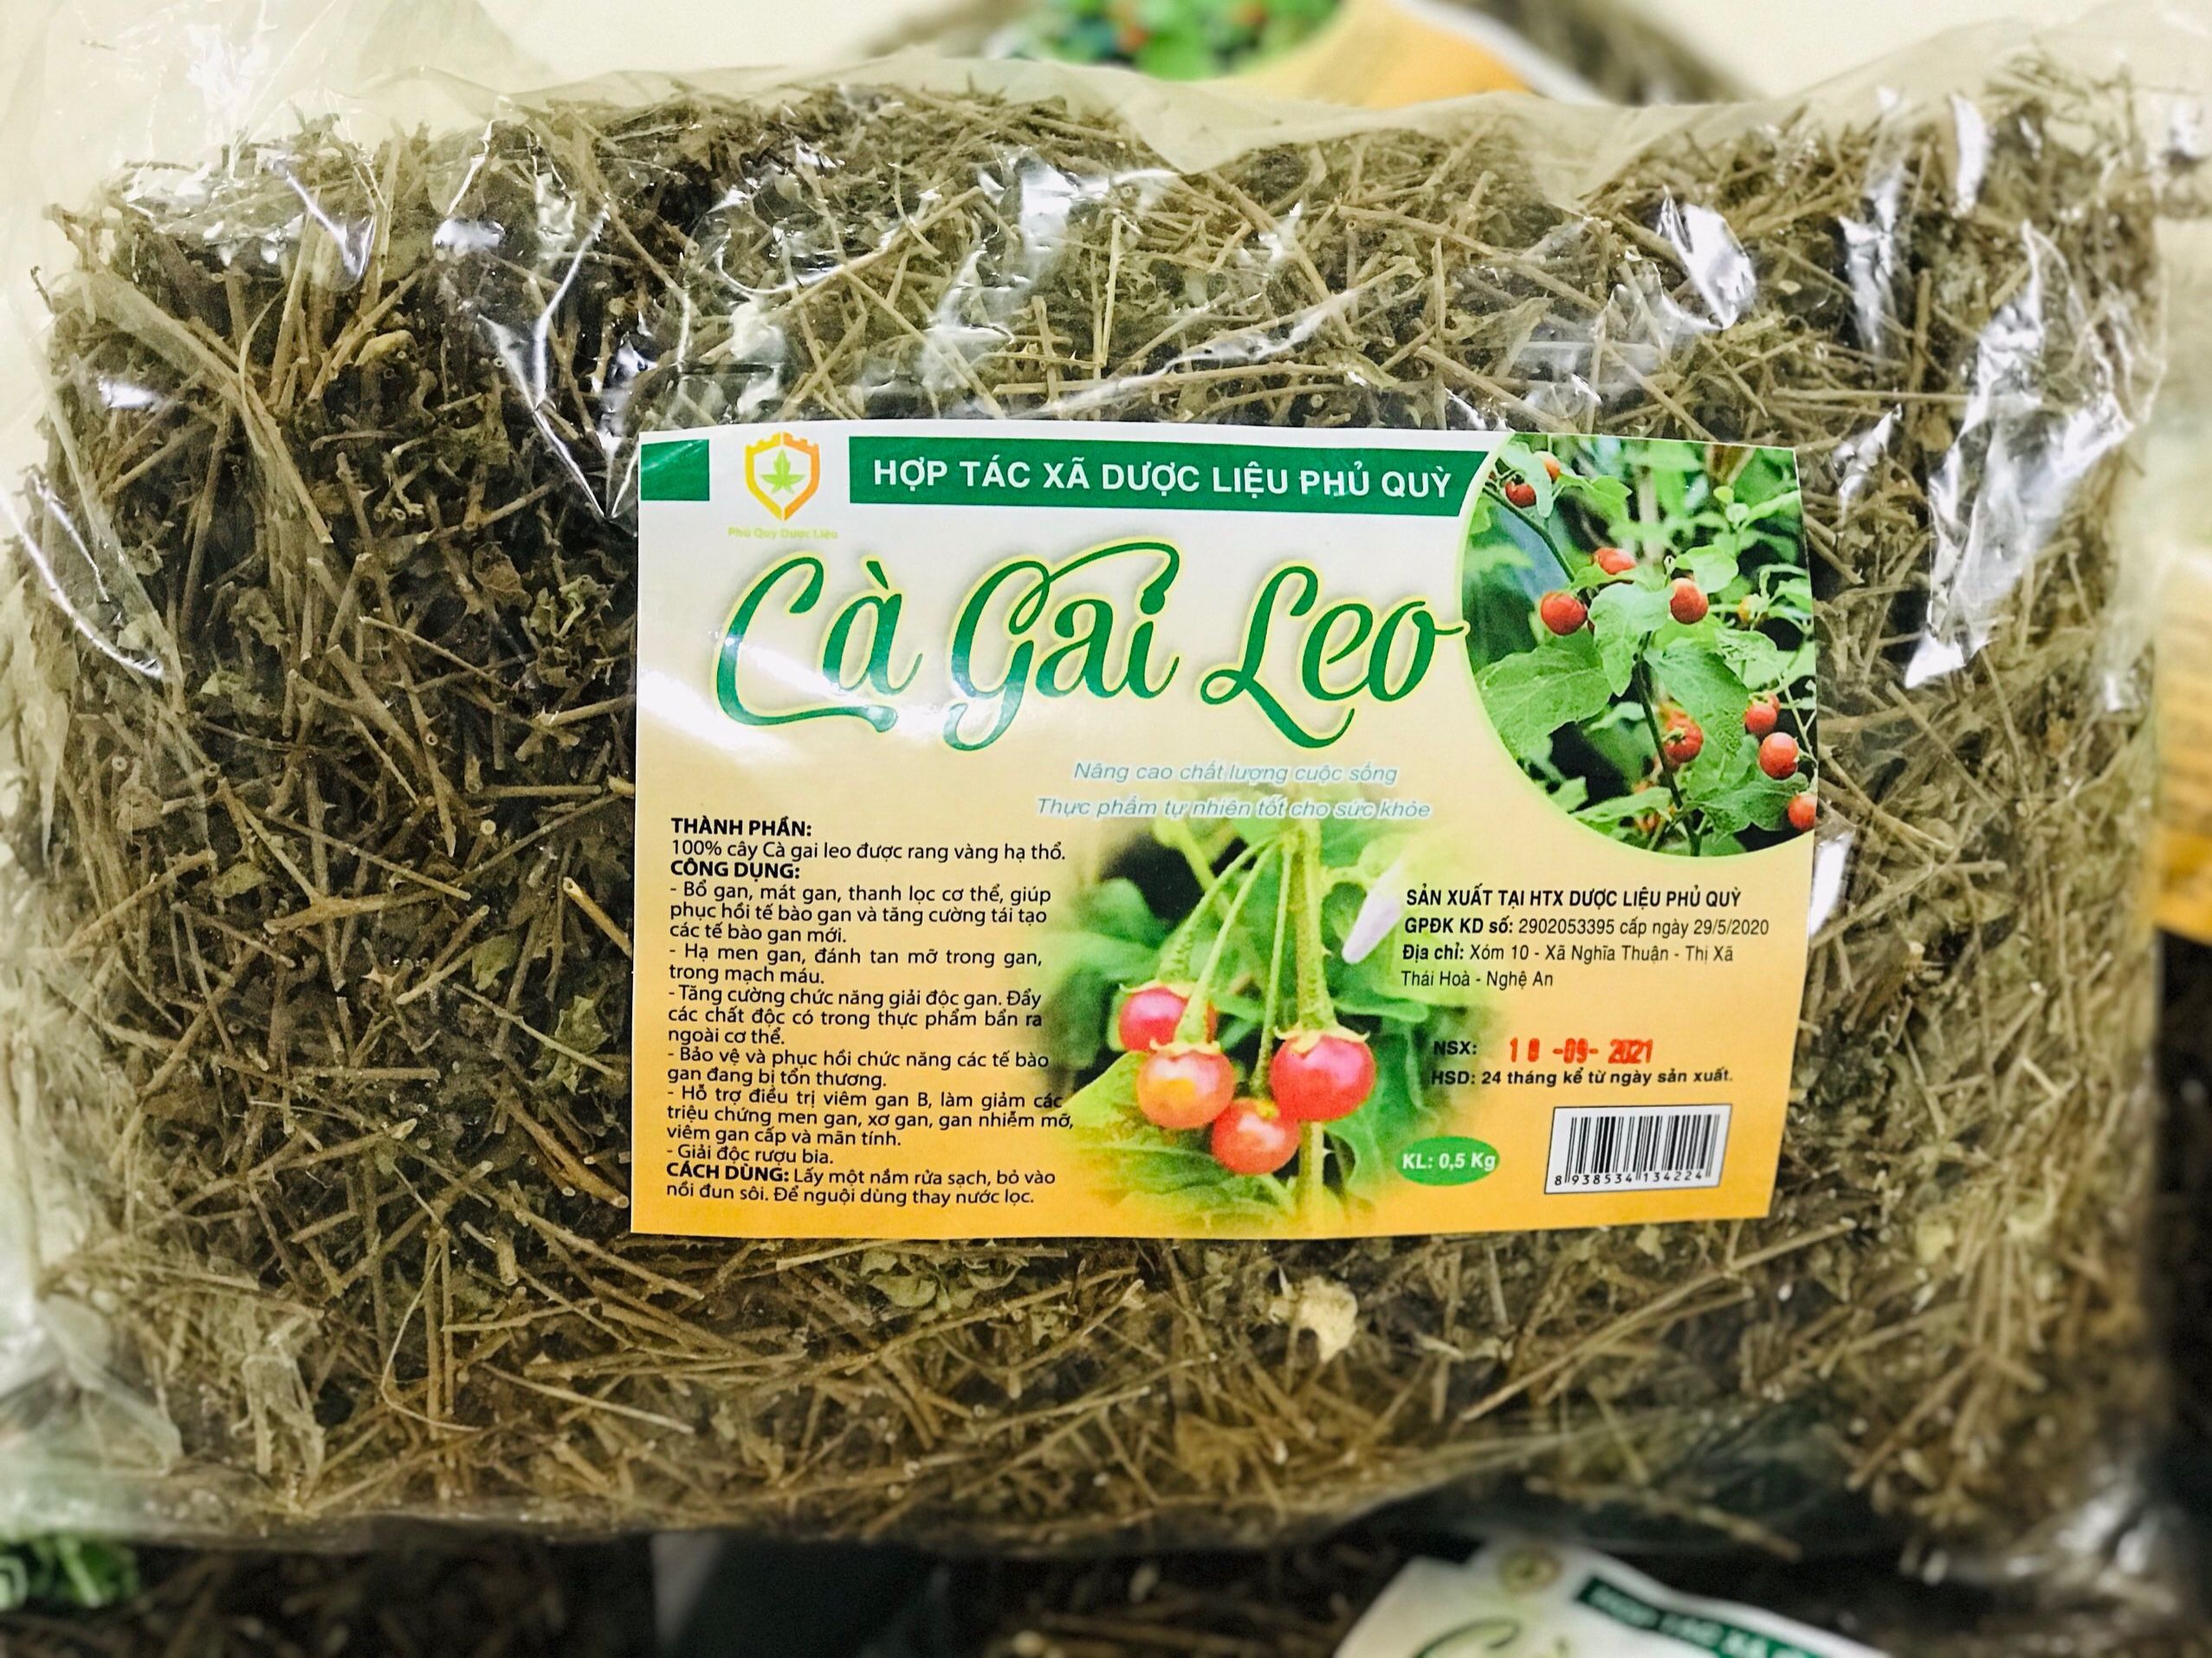 HỢP TÁC XÃ DƯỢC LIỆU PHỦ QUỲ
Phủ Quỳ Dược Liệu
Cà Gai Leo
Nâng cao chất lượng cuộc sống
Thực phẩm tự nhiên tốt cho sức khỏe
THÀNH PHẦN:
100% cây Cà gai leo được rang vàng hạ thổ.
CÔNG DỤNG:
- Bổ gan, mát gan, thanh lọc cơ thể, giúp
phục hồi tế bào gan và tăng cường tái tạo
các tế bào gan mới.
- Hạ men gan, đánh tan mỡ trong gan,
trong mạch máu.
- Tăng cường chức năng giải độc gan. Đẩy
các chất độc có trong thực phẩm bẩn ra
ngoài cơ thể.
- Bảo vệ và phục hồi chức năng các tế bào
gan đang bị tổn thương.
- Hỗ trợ điều trị viêm gan B, làm giảm các
triệu chứng men gan, xơ gan, gan nhiễm mỡ,
viêm gan cấp và mãn tính.
- Giải độc rượu bia.
CÁCH DÙNG: Lấy một nắm rửa sạch, bỏ vào
nồi đun sôi. Để nguội dùng thay nước lọc.
SẢN XUẤT TẠI HTX DƯỢC LIỆU PHỦ QUỲ
GPĐK KD số: 2902053395 cấp ngày 29/5/2020
Địa chỉ: Xóm 10 - Xã Nghĩa Thuận - Thị Xã
Thái Hoà - Nghệ An
NSX: 10 -09- 2021
HSD: 24 tháng kể từ ngày sản xuất.
KL: 0,5 Kg
8 938534 134224